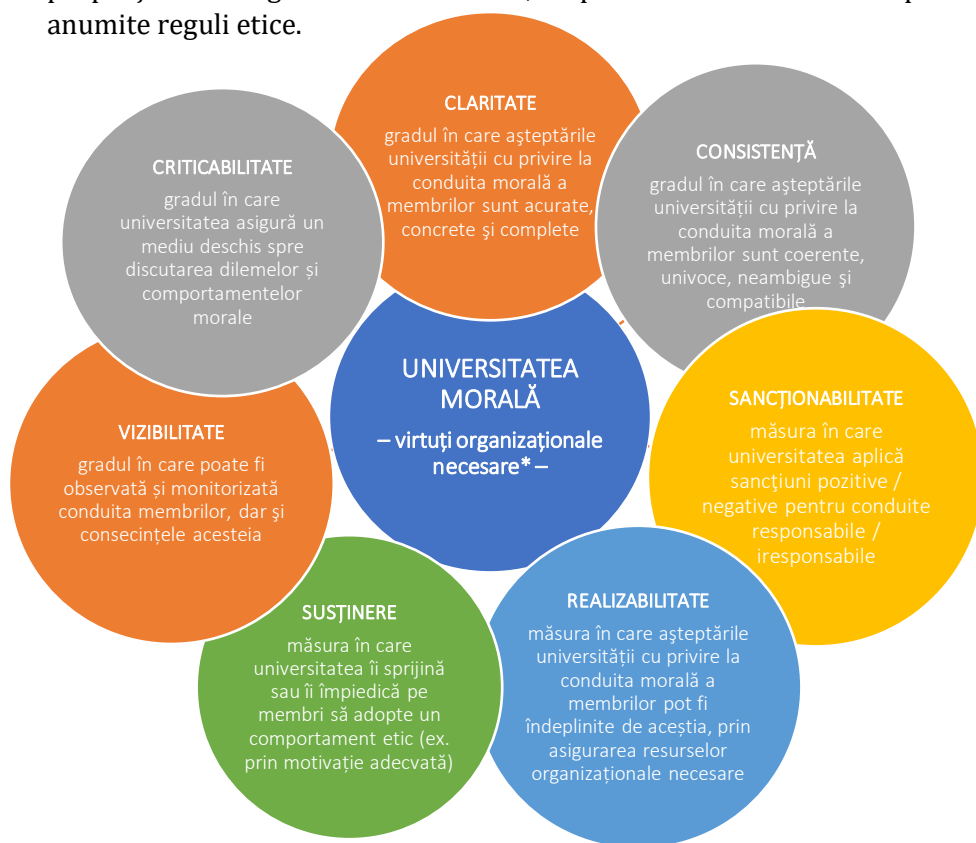 anumite reguli etice.
CLARITATE
gradul în care aşteptările
universității cu privire la
conduita morală a
membrilor sunt acurate,
concrete şi complete
CONSISTENȚĂ
gradul în care aşteptările
universității cu privire la
conduita morală a
membrilor sunt coerente,
univoce, neambigue şi
compatibile
SANCȚIONABILITATE
măsura în care
universitatea aplică
sancţiuni pozitive /
negative pentru conduite
responsabile /
iresponsabile
REALIZABILITATE
măsura în care aşteptările
universității cu privire la
conduita morală a
membrilor pot fi
îndeplinite de aceștia, prin
asigurarea resurselor
organizaționale necesare
SUSȚINERE
măsura în care
universitatea îi sprijină
sau îi împiedică pe
membri să adopte un
comportament etic (ex.
prin motivație adecvată)
VIZIBILITATE
gradul în care poate fi
observată și monitorizată
conduita membrilor, dar şi
consecințele acesteia
CRITICABILITATE
gradul în care
universitatea asigură un
mediu deschis spre
discutarea dilemelor și
comportamentelor
morale
UNIVERSITATEA
MORALĂ
– virtuți organizaționale
necesare* –